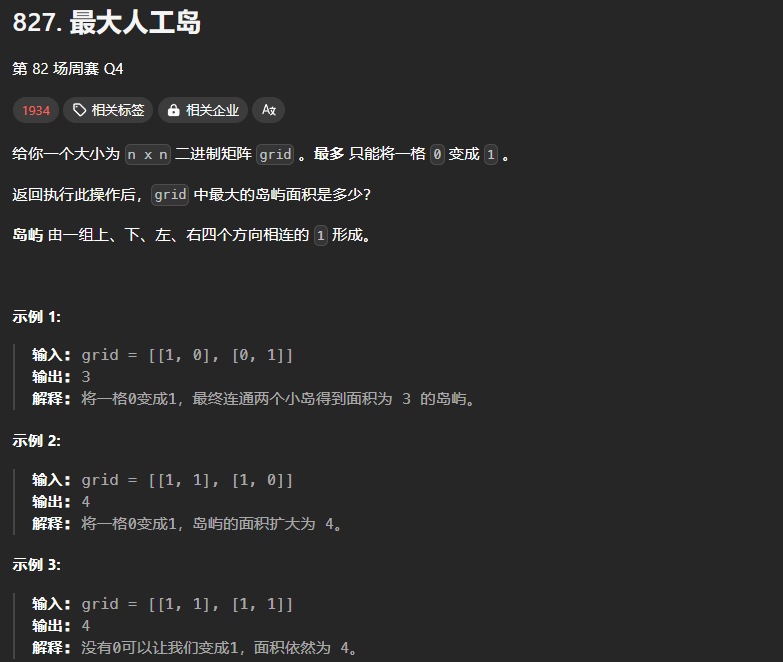 827. 最大人工岛
第 82 场周赛 Q4
1934 相关标签 相关企业 A文
给你一个大小为 n x n 二进制矩阵 grid 。最多 只能将一格 0 变成 1 。
返回执行此操作后，grid 中最大的岛屿面积是多少？
岛屿 由一组上、下、左、右四个方向相连的 1 形成。
示例 1:
输入: grid = [[1, 0], [0, 1]]
输出: 3
解释: 将一格0变成1，最终连通两个小岛得到面积为 3 的岛屿。
示例 2:
输入: grid = [[1, 1], [1, 0]]
输出: 4
解释: 将一格0变成1，岛屿的面积扩大为 4。
示例 3:
输入: grid = [[1, 1], [1, 1]]
输出: 4
解释: 没有0可以让我们变成1，面积依然为 4。